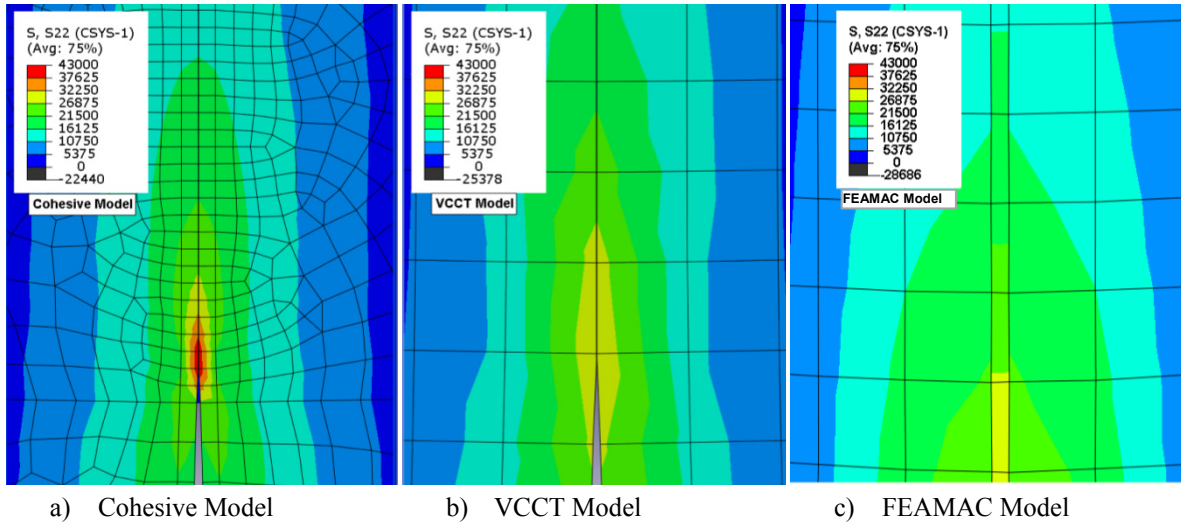 S, S22 (CSYS-1)
(Avg: 75%)
43000
37625
32250
26875
21500
16125
10750
5375
0
-22440
Cohesive Model
S, S22 (CSYS-1)
(Avg: 75%)
43000
37625
32250
26875
21500
16125
10750
5375
0
-25378
VCCT Model
S, S22 (CSYS-1)
(Avg: 75%)
43000
37625
32250
26875
21500
16125
10750
5375
0
-28686
FEAMAC Model
a) Cohesive Model
b) VCCT Model
c) FEAMAC Model